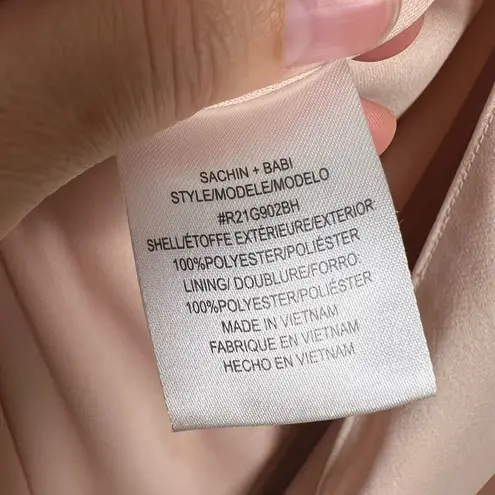 SACHIN + BABI
STYLE/MODELE/MODELO
#R21G902BH
SHELL/ÉTOFFE EXTÉRIEURE/EXTERIOR
100%POLYESTER/POLIÉSTER
LINING/ DOUBLURE/FORRO:
100%POLYESTER/POLIÉSTER
MADE IN VIETNAM
FABRIQUE EN VIETNAM
HECHO EN VIETNAM